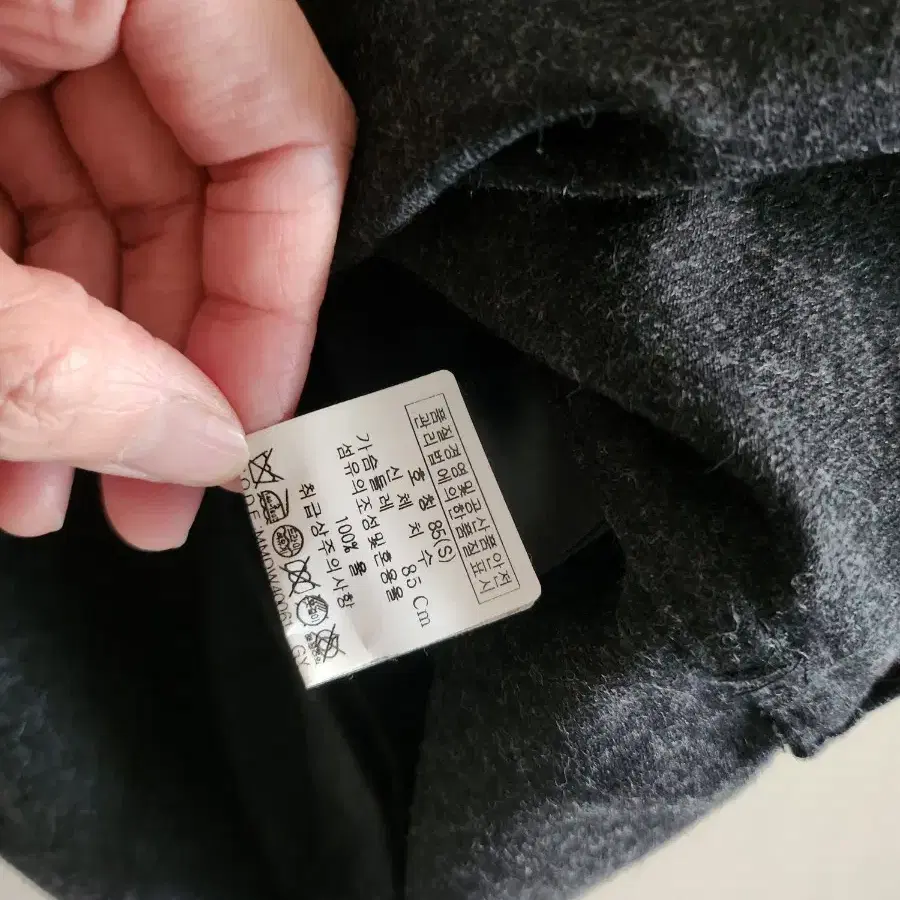 품질경영및공산품안전
관리법에의한품질표시
호 칭 85(S)
신 체 치 수
가슴둘레 85 Cm
섬유의조성및혼용율
100% 울
취급상주의사항